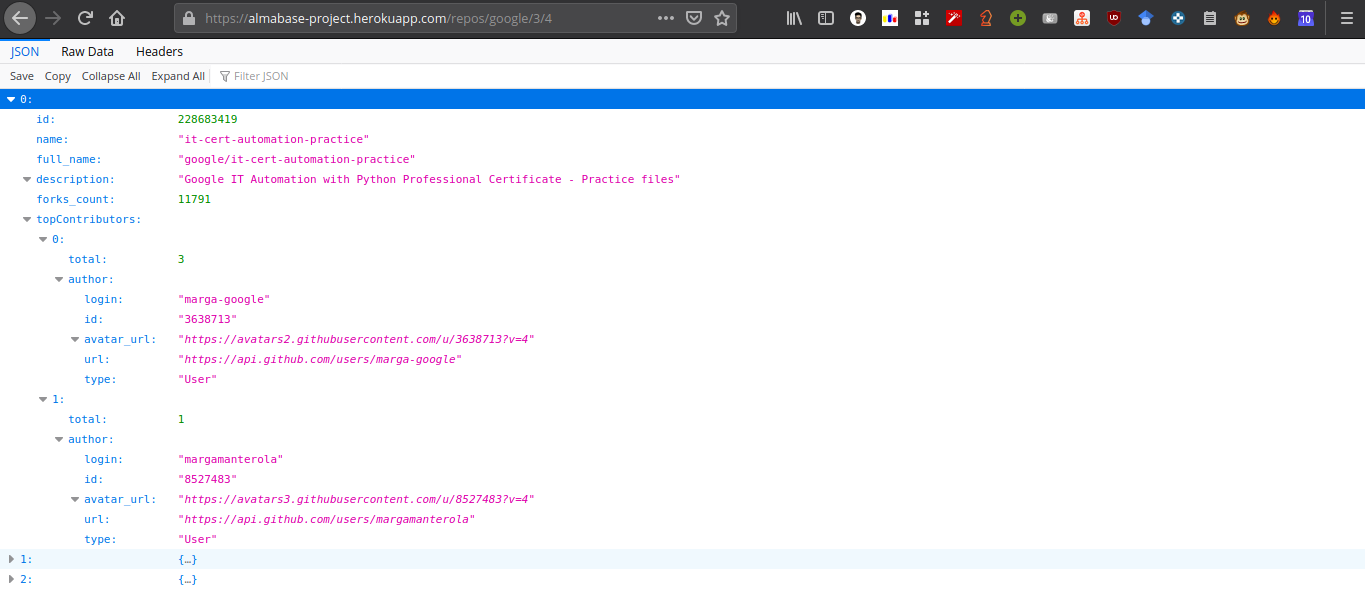 https://almabase-project.herokuapp.com/repos/google/3/4
UD
10
JSON Raw Data Headers
Save Copy Collapse All Expand All Filter JSON
0:
id: 228683419
name: "it-cert-automation-practice"
full_name: "google/it-cert-automation-practice"
description: "Google IT Automation with Python Professional Certificate - Practice files"
forks_count: 11791
topContributors:
0:
total: 3
author:
login: "marga-google"
id: "3638713"
avatar_url: "https://avatars2.githubusercontent.com/u/3638713?v=4"
url: "https://api.github.com/users/marga-google"
type: "User"
1:
total: 1
author:
login: "margamanterola"
id: "8527483"
avatar_url: "https://avatars3.githubusercontent.com/u/8527483?v=4"
url: "https://api.github.com/users/margamanterola"
type: "User"
1: {…}
2: {…}